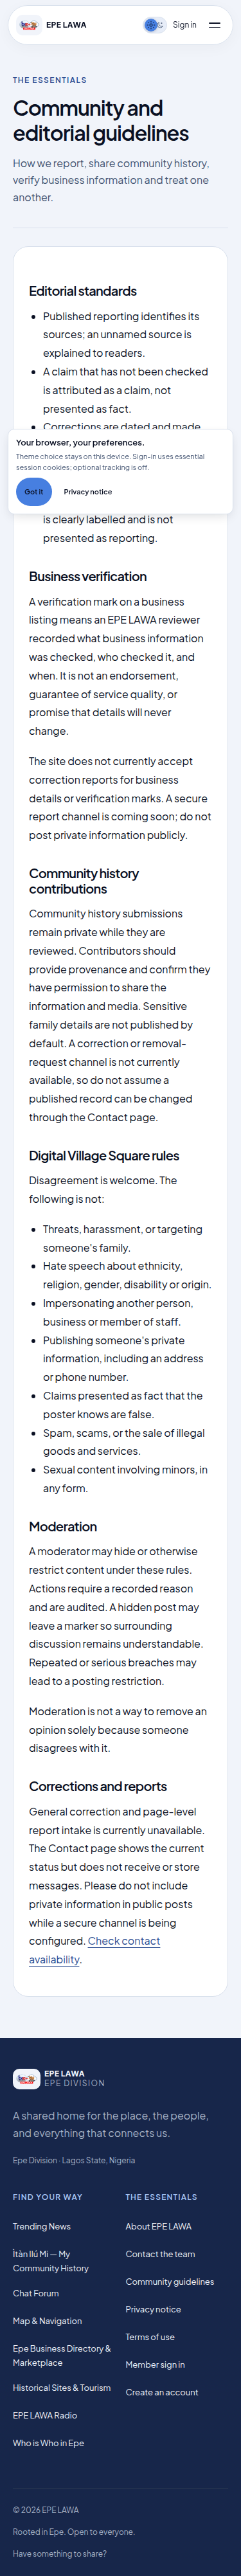 EPE LAWA
Sign in
THE ESSENTIALS
Community and
editorial guidelines
How we report, share community history,
verify business information and treat one
another.
Editorial standards
• Published reporting identifies its
sources; an unnamed source is
explained to readers.
• A claim that has not been checked
is attributed as a claim, not
presented as fact.
• Corrections are dated and made
Your browser, your preferences.
Theme choice stays on this device. Sign-in uses essential
security cookies; optional tracking is off.
Got it
Privacy notice
is clearly labelled and is not
presented as reporting.
Business verification
A verification mark on a business
listing means an EPE LAWA reviewer
recorded what business information
was checked, who checked it, and
when. It is not an endorsement,
guarantee of service quality, or
promise that details will never
change.
The site does not currently accept
correction reports for business
details or verification marks. A secure
report channel is coming soon; do not
post private information publicly.
Community history
contributions
Community history submissions
remain private while they are
reviewed. Contributors should
provide provenance and confirm they
have permission to share the
information and media. Sensitive
family details are not published by
default. A correction or removal-
request channel is not currently
available, so do not assume a
published record can be changed
through the Contact page.
Digital Village Square rules
Disagreement is welcome. The
following is not:
• Threats, harassment, or targeting
someone's family.
• Hate speech about ethnicity,
religion, gender, disability or origin.
• Impersonating another person,
business or member of staff.
• Publishing someone's private
information, including an address
or phone number.
• Claims presented as fact that the
poster knows are false.
• Spam, scams, or the sale of illegal
goods and services.
• Sexual content involving minors, in
any form.
Moderation
A moderator may hide or otherwise
restrict content under these rules.
Actions require a recorded reason
and are audited. A hidden post may
leave a marker so surrounding
discussion remains understandable.
Repeated or serious breaches may
lead to a posting restriction.
Moderation is not a way to remove an
opinion solely because someone
disagrees with it.
Corrections and reports
General correction and page-level
report intake is currently unavailable.
The Contact page shows the current
status but does not receive or store
messages. Please do not include
private information in public posts
while a secure channel is being
configured. Check contact
availability.
EPE LAWA
EPE DIVISION
A shared home for the place, the people,
and everything that connects us.
Epe Division · Lagos State, Nigeria
FIND YOUR WAY
Trending News
Ìtàn Ilú Mi — My
Community History
Chat Forum
Map & Navigation
Epe Business Directory &
Marketplace
Historical Sites & Tourism
EPE LAWA Radio
Who is Who in Epe
THE ESSENTIALS
About EPE LAWA
Contact the team
Community guidelines
Privacy notice
Terms of use
Member sign in
Create an account
© 2026 EPE LAWA
Rooted in Epe. Open to everyone.
Have something to share?